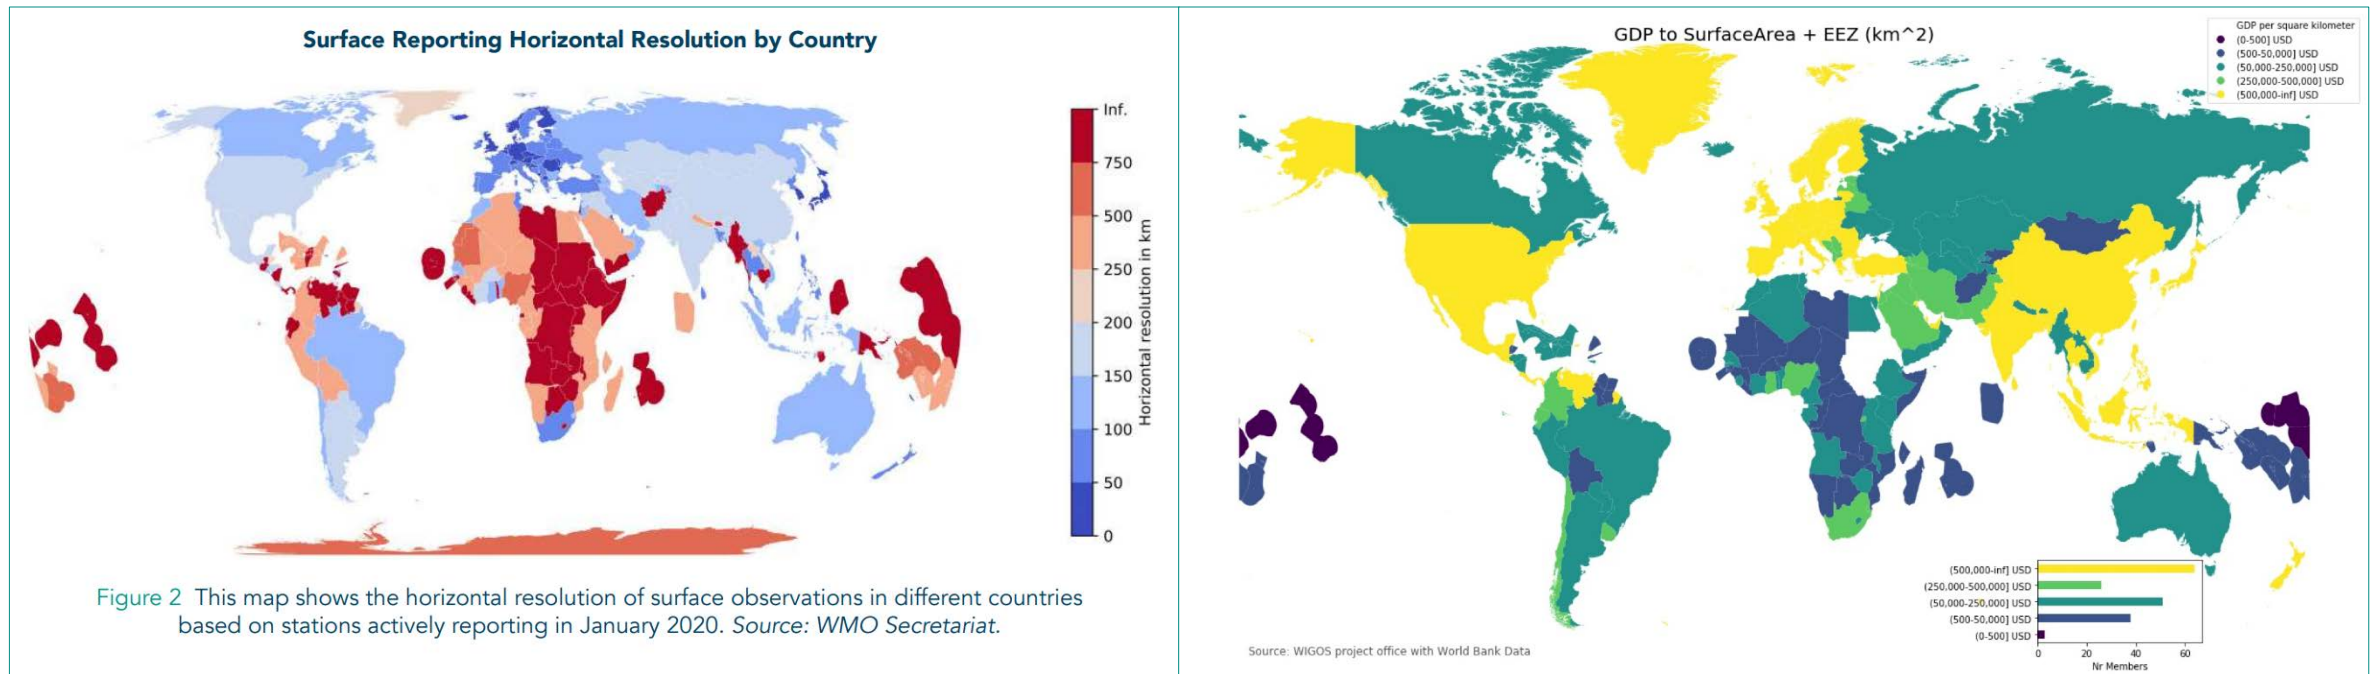 Surface Reporting Horizontal Resolution by Country
Inf.
750
500
250
200
150
100
50
0
Horizontal resolution in km
Figure 2 This map shows the horizontal resolution of surface observations in different countries
based on stations actively reporting in January 2020. Source: WMO Secretariat.
GDP to SurfaceArea + EEZ (km^2)
GDP per square kilometer
(0-500] USD
(500-50,000] USD
(50,000-250,000] USD
(250,000-500,000] USD
(500,000-inf] USD
(500,000-inf] USD
(250,000-500,000] USD
(50,000-250,000] USD
(500-50,000] USD
(0-500] USD
0 20 40 60
Nr Members
Source: WIGOS project office with World Bank Data